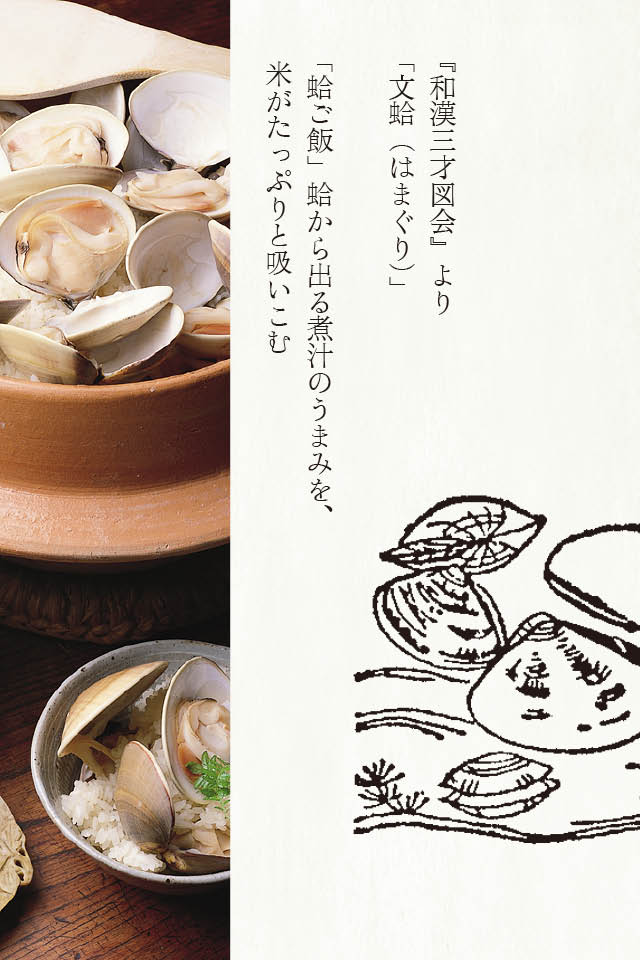 『和漢三才図会』より
「文蛤（はまぐり）」
「蛤ご飯」蛤から出る煮汁のうまみを、
米がたっぷりと吸いこむ